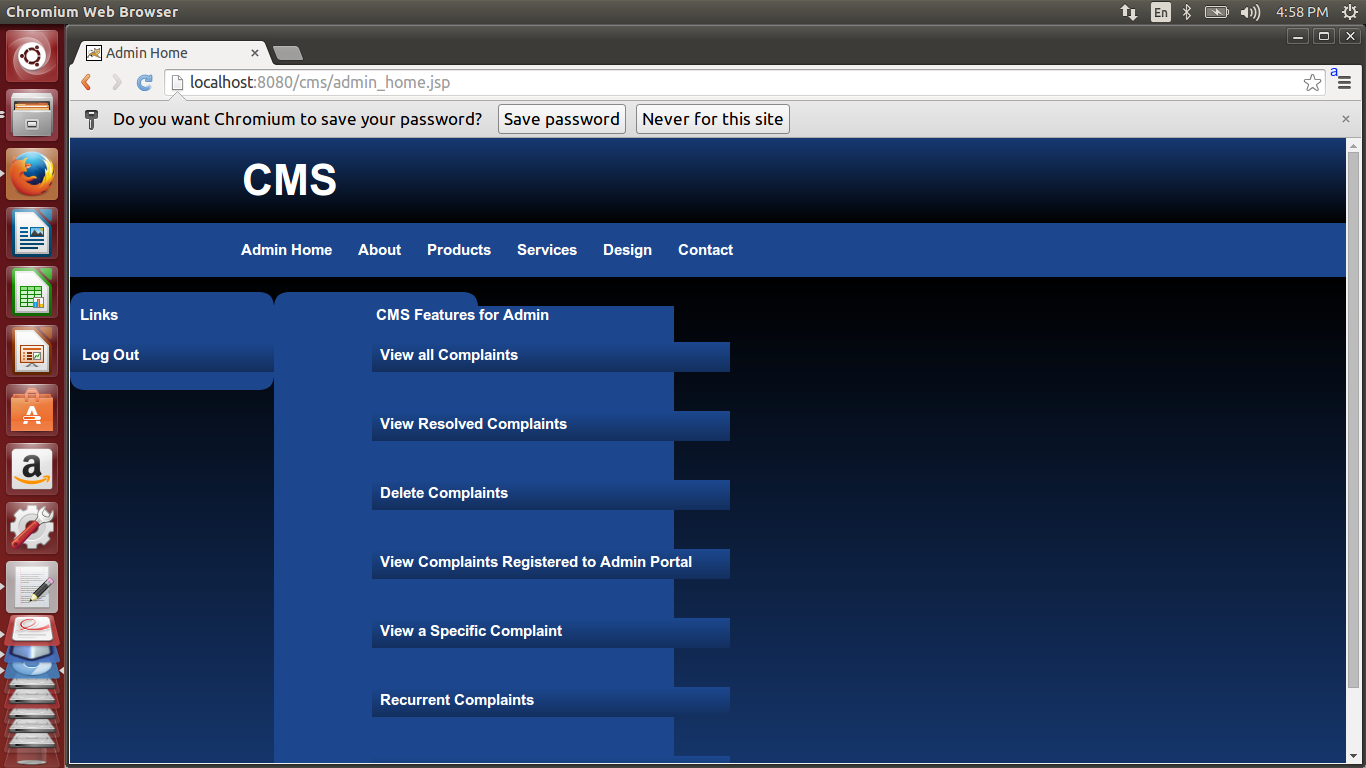 Chromium Web Browser
En
4:58 PM
Admin Home
localhost:8080/cms/admin_home.jsp
a
Do you want Chromium to save your password? Save password Never for this site
CMS
Admin Home About Products Services Design Contact
Links
Log Out
CMS Features for Admin
View all Complaints
View Resolved Complaints
Delete Complaints
View Complaints Registered to Admin Portal
View a Specific Complaint
Recurrent Complaints